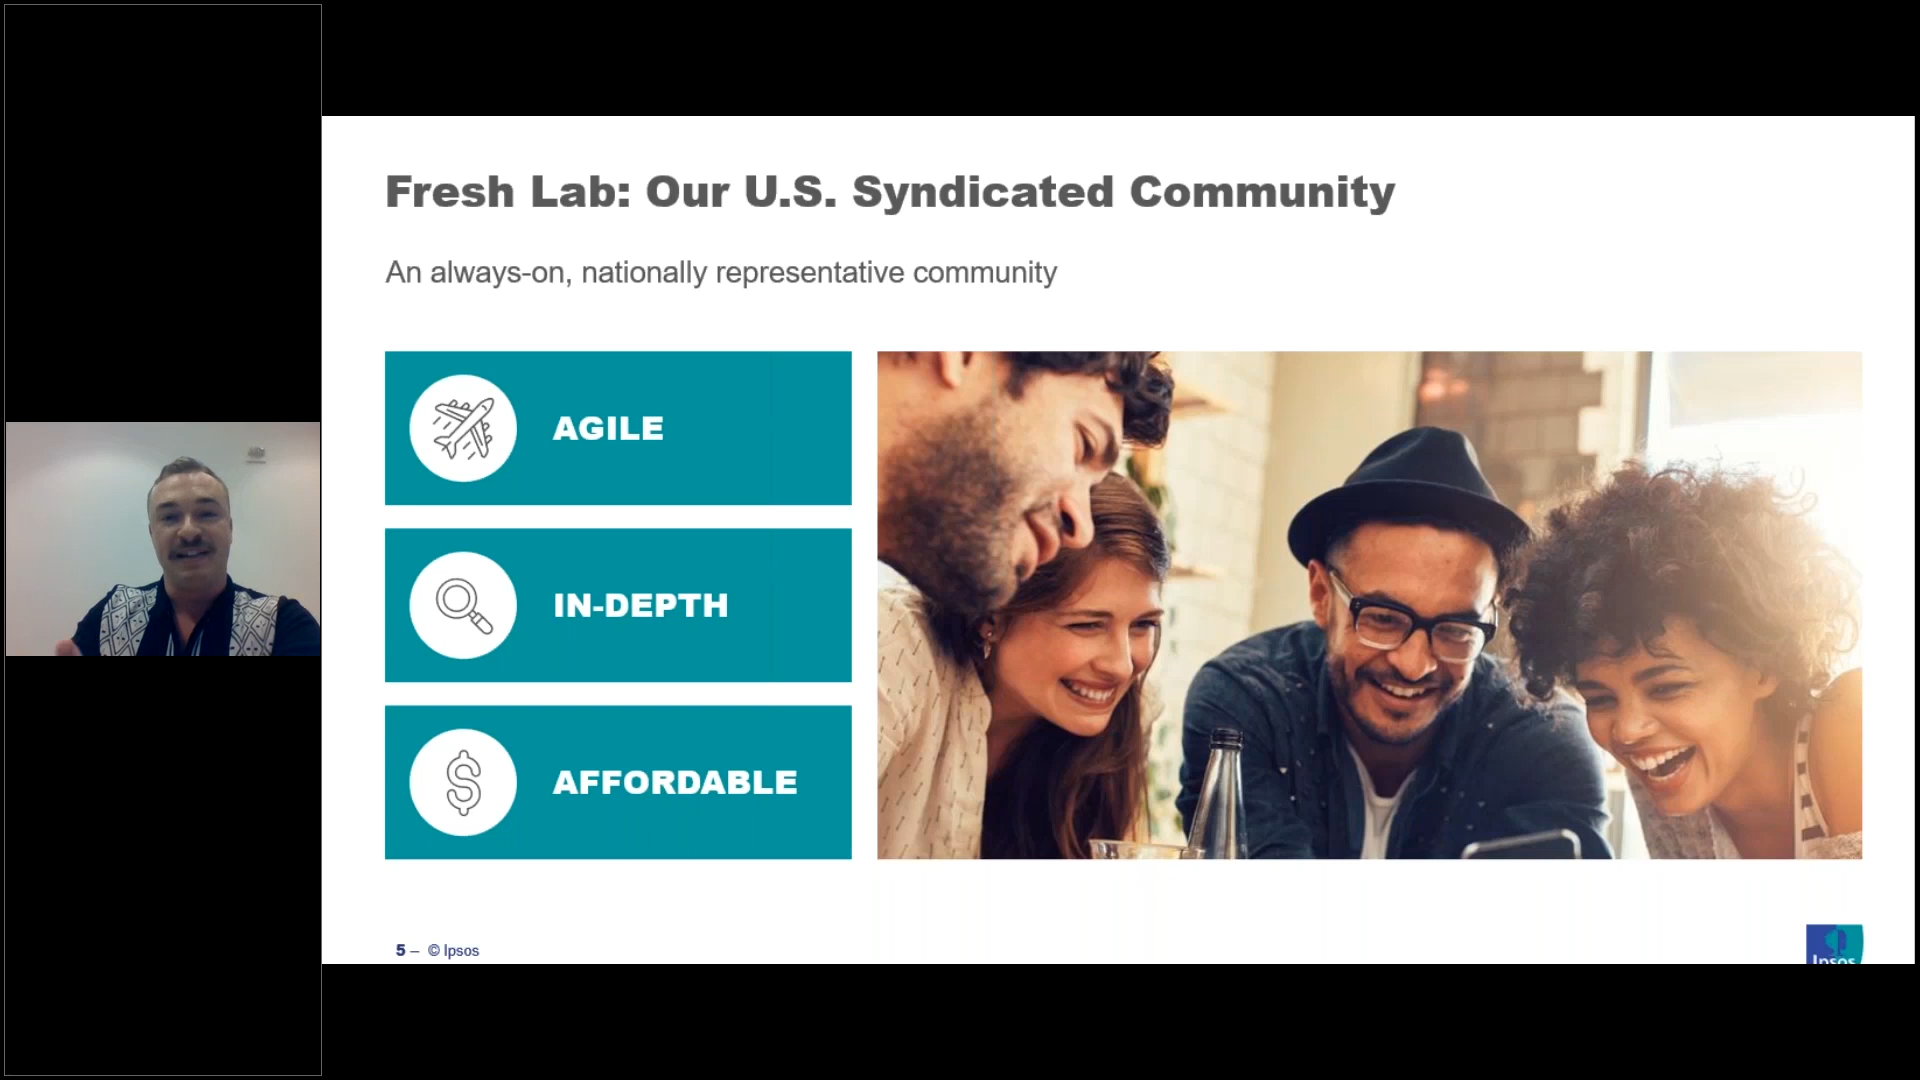 Fresh Lab: Our U.S. Syndicated Community
An always-on, nationally representative community
AGILE
IN-DEPTH
AFFORDABLE
5 – © Ipsos
Ipsos